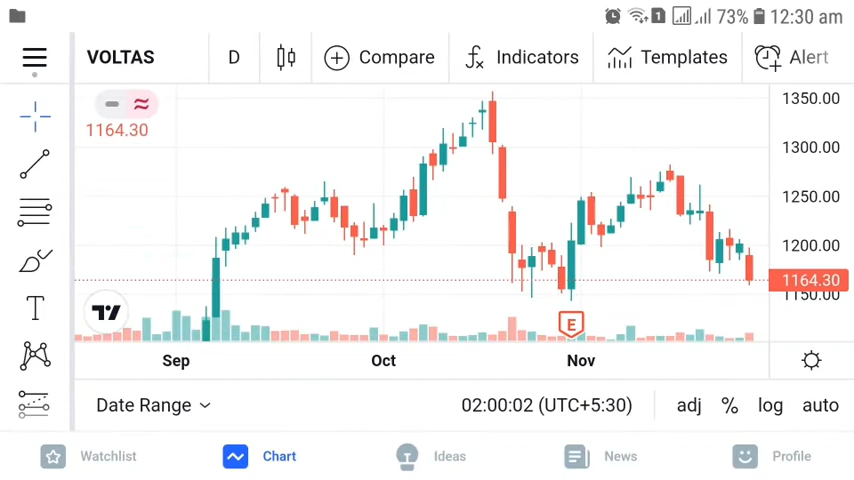 1 73% 12:30 am
VOLTAS D Compare Indicators Templates Alert
1164.30
1350.00
1300.00
1250.00
1200.00
1164.30
1150.00
E
Sep Oct Nov
Date Range 02:00:02 (UTC+5:30) adj % log auto
Watchlist Chart Ideas News Profile